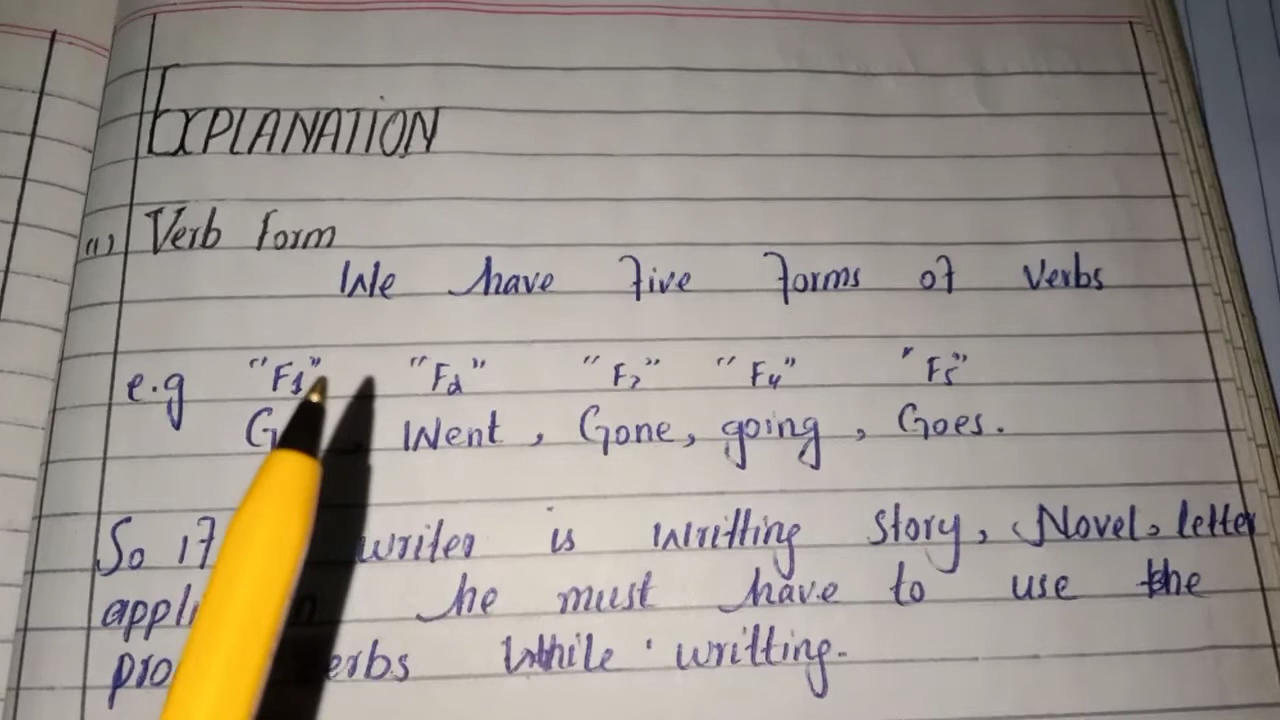 EXPLANATION
(1) Verb Form
We have five forms of verbs
e.g "F1" "F2" "F3" "F4" "F5"
Went, Gone, going, Goes.
So if writer is writting story, Novel, letter
he must have to use the
while writting.